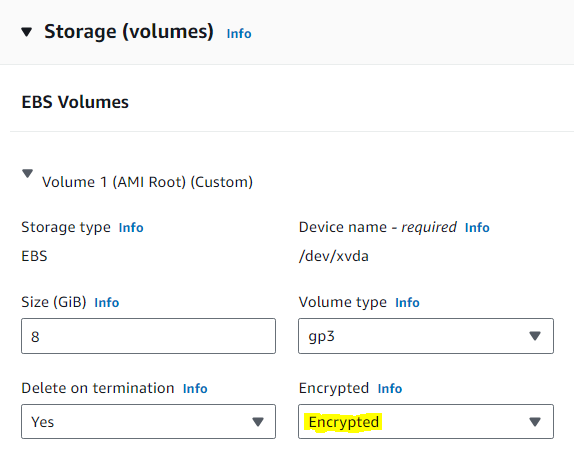 Storage (volumes) Info
EBS Volumes
Volume 1 (AMI Root) (Custom)
Storage type Info
EBS
Device name - required Info
/dev/xvda
Size (GiB) Info
8
Volume type Info
gp3
Delete on termination Info
Yes
Encrypted Info
Encrypted